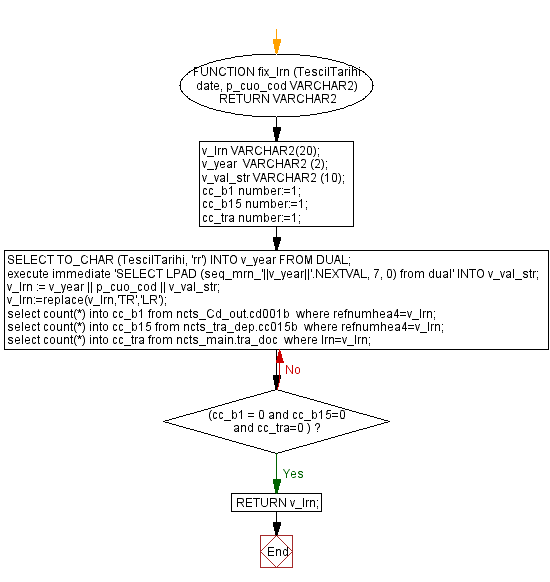 FUNCTION fix_lrn (TescilTarihi
date, p_cuo_cod VARCHAR2)
RETURN VARCHAR2
v_lrn VARCHAR2(20);
v_year VARCHAR2 (2);
v_val_str VARCHAR2 (10);
cc_b1 number:=1;
cc_b15 number:=1;
cc_tra number:=1;
SELECT TO_CHAR (TescilTarihi, 'rr') INTO v_year FROM DUAL;
execute immediate 'SELECT LPAD (seq_mrn_'||v_year||'.NEXTVAL, 7, 0) from dual' INTO v_val_str;
v_lrn := v_year || p_cuo_cod || v_val_str;
v_lrn:=replace(v_lrn,'TR','LR');
select count(*) into cc_b1 from ncts_Cd_out.cd001b where refnumhea4=v_lrn;
select count(*) into cc_b15 from ncts_tra_dep.cc015b where refnumhea4=v_lrn;
select count(*) into cc_tra from ncts_main.tra_doc where lrn=v_lrn;
No
(cc_b1 = 0 and cc_b15=0
and cc_tra=0 ) ?
Yes
RETURN v_lrn;
End